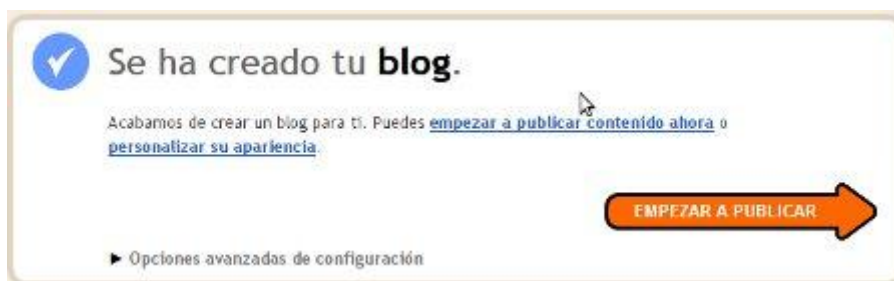 Se ha creado tu blog.
Acabamos de crear un blog para ti. Puedes empezar a publicar contenido ahora o
personalizar su apariencia.
EMPEZAR A PUBLICAR
Opciones avanzadas de configuración